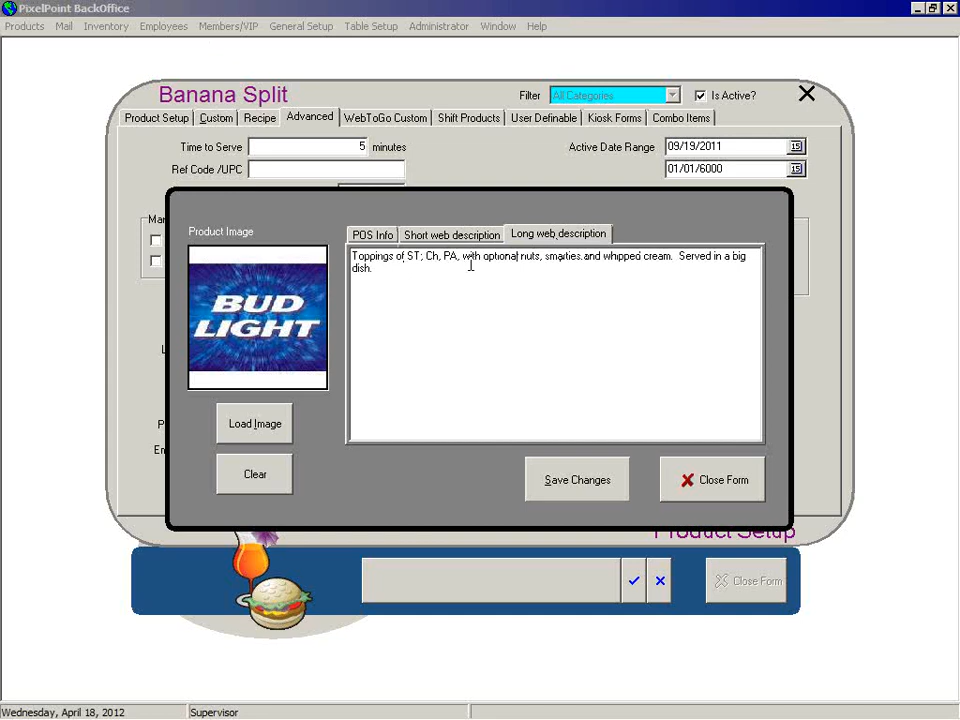 PixelPoint BackOffice
Products Mail Inventory Employees Members/VIP General Setup Table Setup Administrator Window Help
Banana Split
Filter All Categories Is Active?
Product Setup Custom Recipe Advanced WebToGo Custom Shift Products User Definable Kiosk Forms Combo Items
Time to Serve 5 minutes Active Date Range 09/19/2011 15
Ref Code /UPC 01/01/6000 15
Mar
Product Image
POS Info Short web description Long web description
BUD
LIGHT
Toppings of ST, Ch, PA, with optional nuts, smarties and whipped cream. Served in a big
dish.
L
P
En
Load Image
Clear
Save Changes
Close Form
Product Setup
Close Form
Wednesday, April 18, 2012 Supervisor